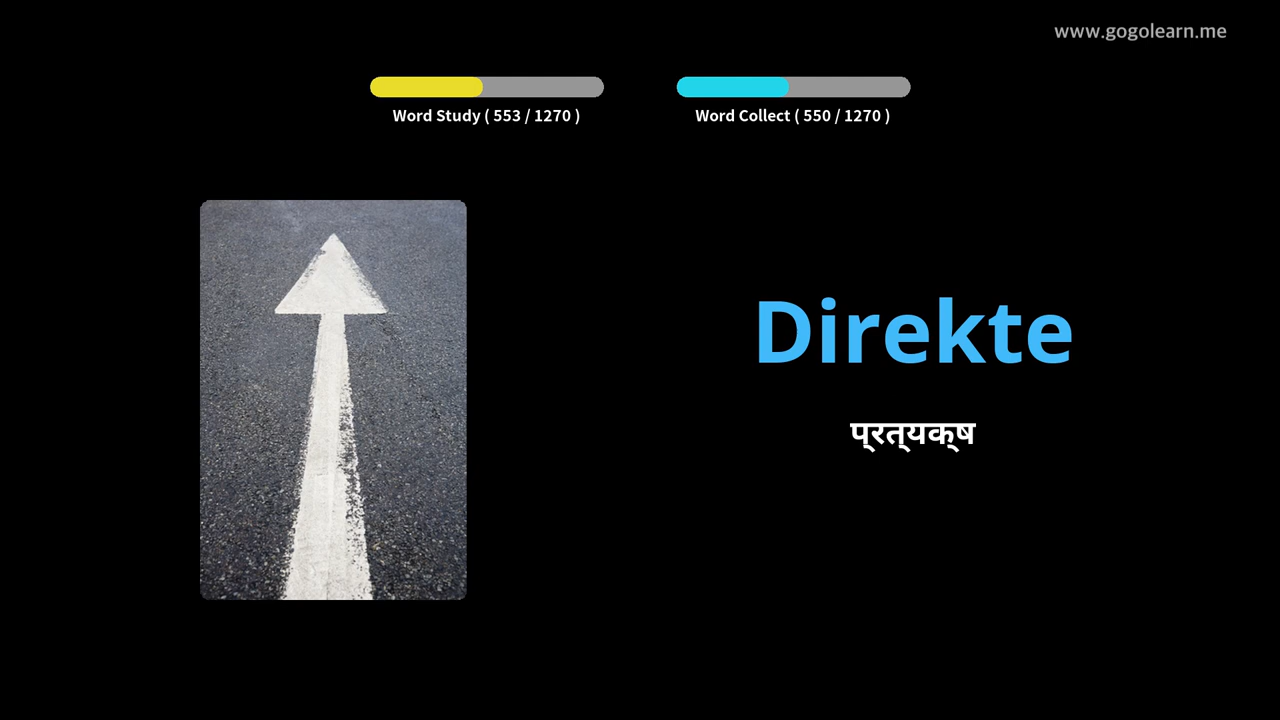 www.gogolearn.me
Word Study ( 553 / 1270 )
Word Collect ( 550 / 1270 )
Direkte
प्रत्यक्ष